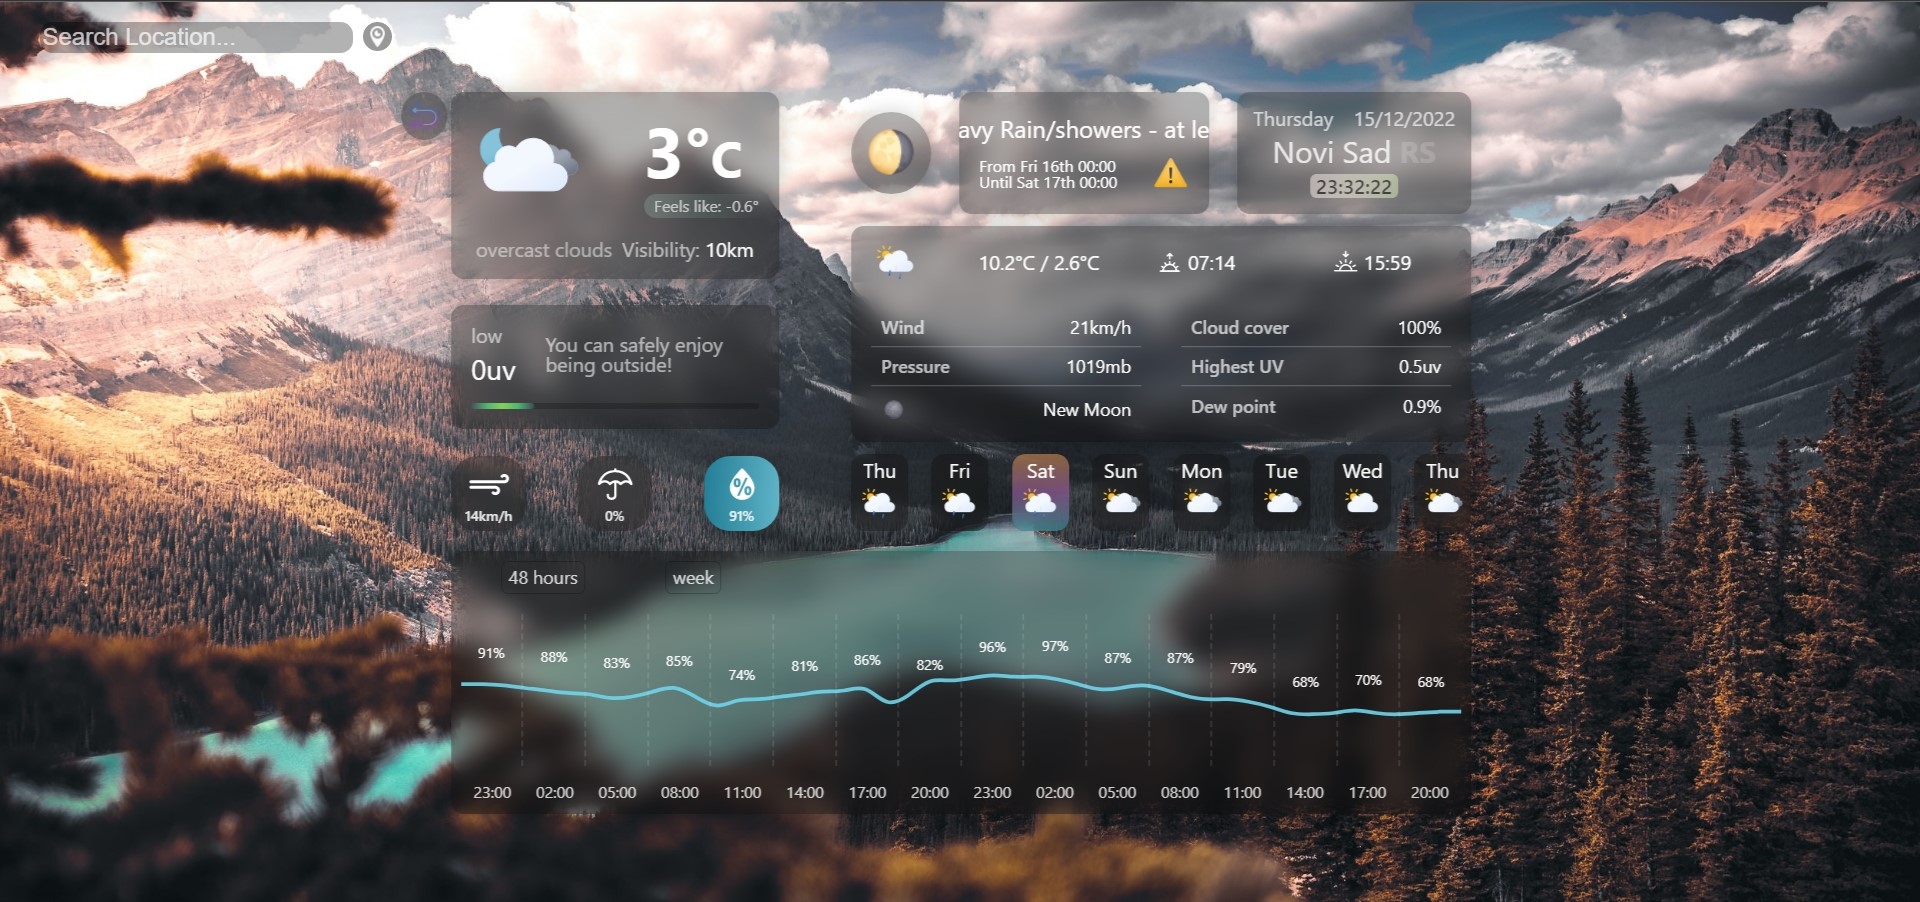 Search Location...
3°c
Feels like: -0.6°
overcast clouds Visibility: 10km
avy Rain/showers - at le
From Fri 16th 00:00
Until Sat 17th 00:00
Thursday 15/12/2022
Novi Sad RS
23:32:22
10.2°C / 2.6°C 07:14 15:59
low
0uv
You can safely enjoy
being outside!
Wind 21km/h
Pressure 1019mb
New Moon
Cloud cover 100%
Highest UV 0.5uv
Dew point 0.9%
14km/h 0% % 91%
Thu Fri Sat Sun Mon Tue Wed Thu
48 hours week
91% 88% 83% 85% 74% 81% 86% 82% 96% 97% 87% 87% 79% 68% 70% 68%
23:00 02:00 05:00 08:00 11:00 14:00 17:00 20:00 23:00 02:00 05:00 08:00 11:00 14:00 17:00 20:00